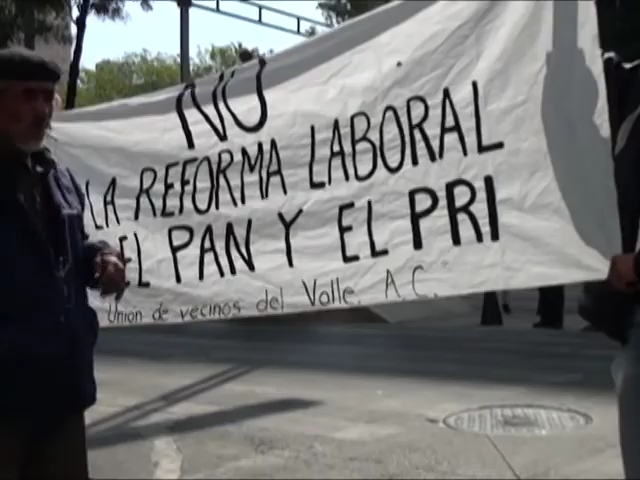 NO
LA REFORMA LABORAL
EL PAN Y EL PRI
Unión de vecinos del Valle. A.C.